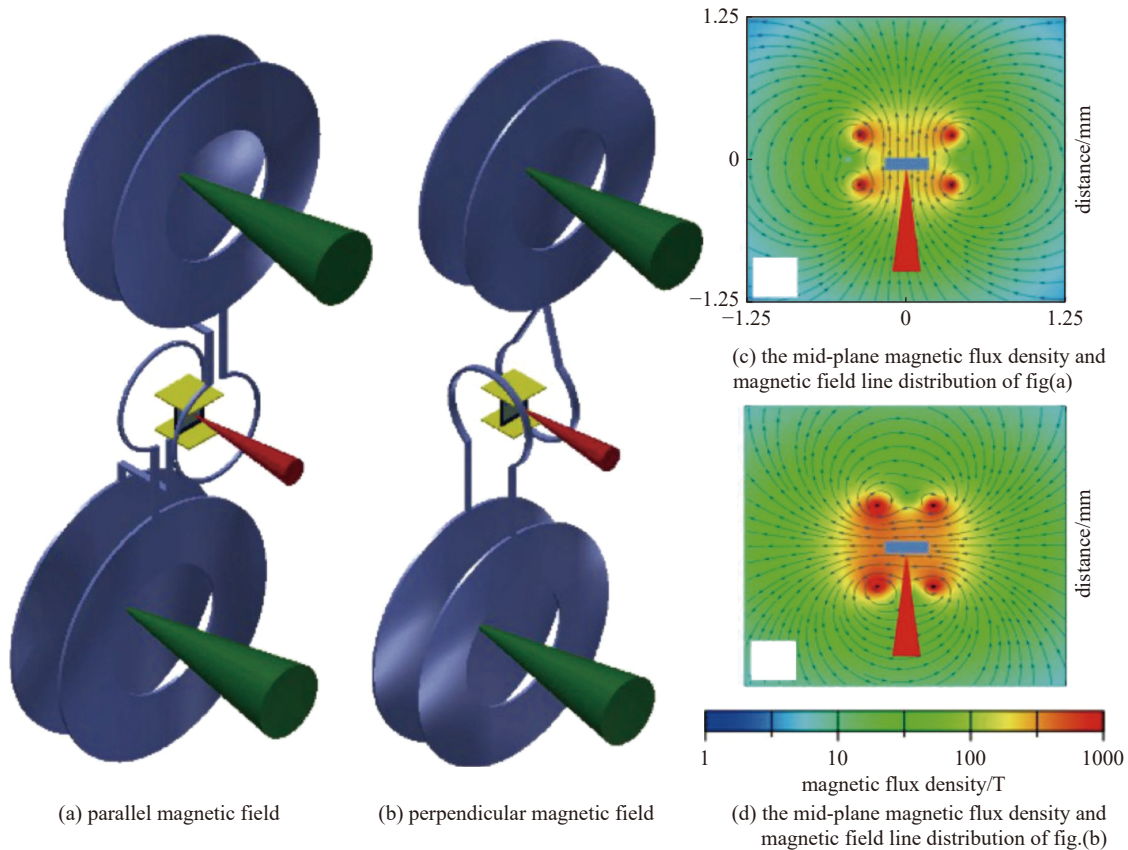 1.25
0
−1.25
−1.25
0
1.25
distance/mm
(c) the mid-plane magnetic flux density and
magnetic field line distribution of fig(a)
distance/mm
1
10
100
1000
magnetic flux density/T
(a) parallel magnetic field
(b) perpendicular magnetic field
(d) the mid-plane magnetic flux density and
magnetic field line distribution of fig.(b)